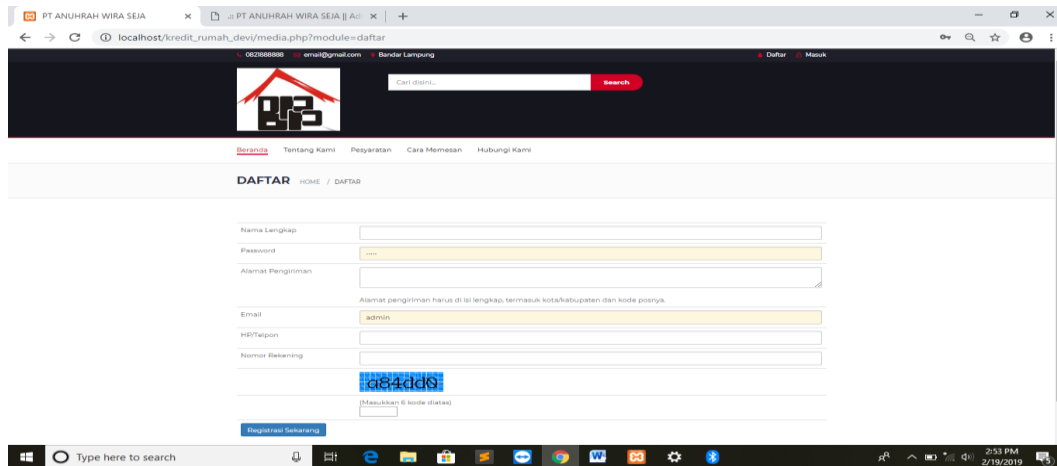 PT ANUHRAH WIRA SEJA
.:: PT ANUHRAH WIRA SEJA || Ad
localhost/kredit_rumah_devi/media.php?module=daftar
0821888888 email@gmail.com Bandar Lampung Daftar Masuk
Cari disini... Search
Beranda Tentang Kami Pesyaratan Cara Memesan Hubungi Kami
DAFTAR HOME / DAFTAR
Nama Lengkap
Password .....
Alamat Pengiriman
Alamat pengiriman harus di isi lengkap, termasuk kota/kabupaten dan kode posnya.
Email admin
HP/Telpon
Nomor Rekening
a84dd0
(Masukkan 6 kode diatas)
Registrasi Sekarang
Type here to search
2:53 PM
2/19/2019